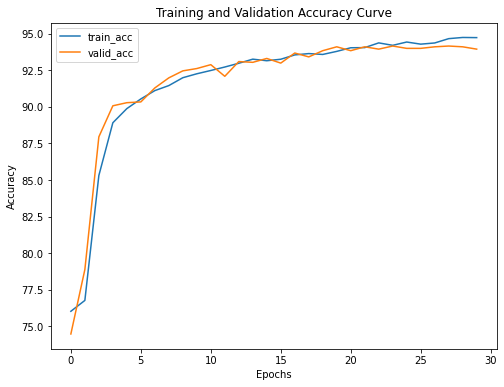 Training and Validation Accuracy Curve
train_acc
valid_acc
95.0
92.5
90.0
87.5
85.0
82.5
80.0
77.5
75.0
Accuracy
0 5 10 15 20 25 30
Epochs